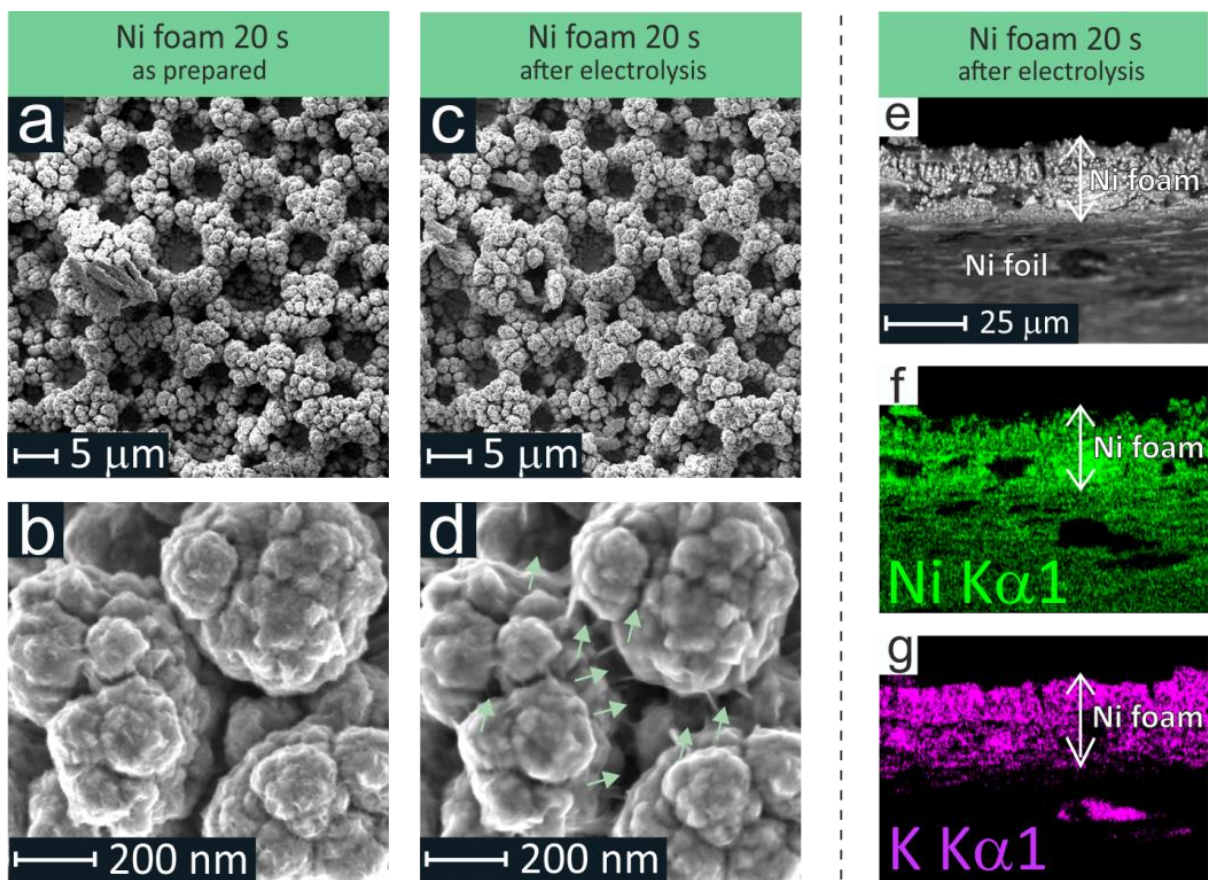 Ni foam 20 s
as prepared
a
5 μm
b
200 nm
Ni foam 20 s
after electrolysis
c
5 μm
d
200 nm
Ni foam 20 s
after electrolysis
e
Ni foam
Ni foil
25 μm
f
Ni foam
Ni Kα1
g
Ni foam
K Kα1